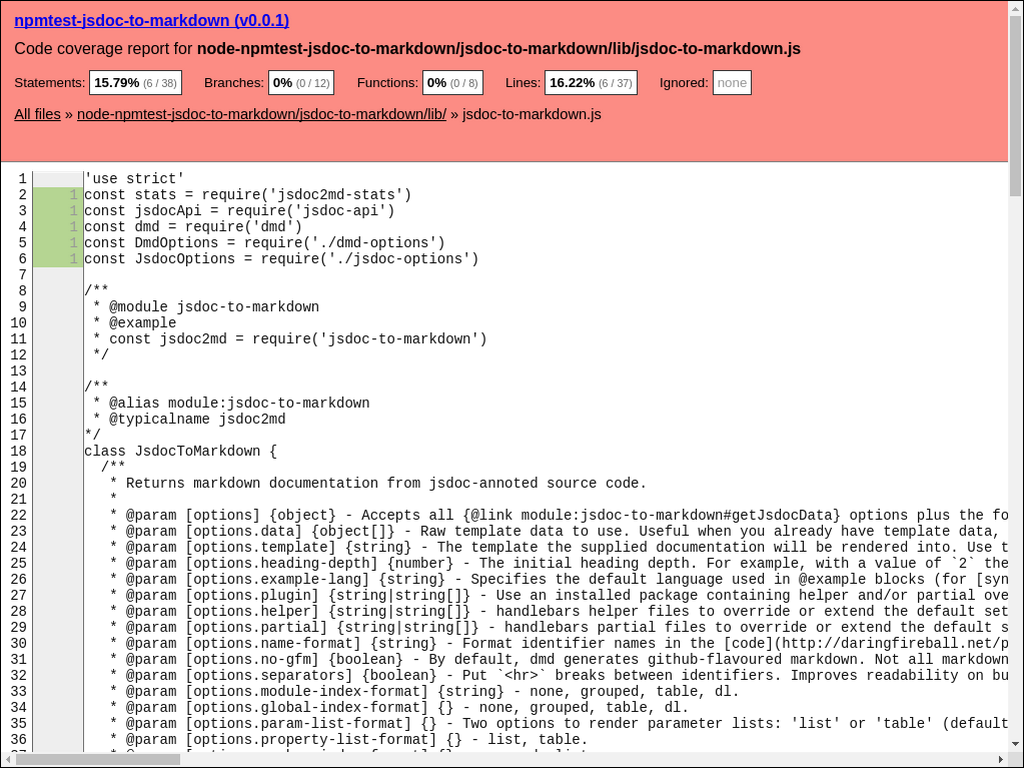 npmtest-jsdoc-to-markdown (v0.0.1)
Code coverage report for node-npmtest-jsdoc-to-markdown/jsdoc-to-markdown/lib/jsdoc-to-markdown.js
Statements: 15.79% (6 / 38) Branches: 0% (0 / 12) Functions: 0% (0 / 8) Lines: 16.22% (6 / 37) Ignored: none
All files » node-npmtest-jsdoc-to-markdown/jsdoc-to-markdown/lib/ » jsdoc-to-markdown.js
1 'use strict'
2 1 const stats = require('jsdoc2md-stats')
3 1 const jsdocApi = require('jsdoc-api')
4 1 const dmd = require('dmd')
5 1 const DmdOptions = require('./dmd-options')
6 1 const JsdocOptions = require('./jsdoc-options')
7
8 /**
9 * @module jsdoc-to-markdown
10 * @example
11 * const jsdoc2md = require('jsdoc-to-markdown')
12 */
13
14 /**
15 * @alias module:jsdoc-to-markdown
16 * @typicalname jsdoc2md
17 */
18 class JsdocToMarkdown {
19 /**
20 * Returns markdown documentation from jsdoc-annoted source code.
21 *
22 * @param [options] {object} - Accepts all {@link module:jsdoc-to-markdown#getJsdocData} options plus the fo
23 * @param [options.data] {object[]} - Raw template data to use. Useful when you already have template data,
24 * @param [options.template] {string} - The template the supplied documentation will be rendered into. Use t
25 * @param [options.heading-depth] {number} - The initial heading depth. For example, with a value of `2` the
26 * @param [options.example-lang] {string} - Specifies the default language used in @example blocks (for [syn
27 * @param [options.plugin] {string|string[]} - Use an installed package containing helper and/or partial ove
28 * @param [options.helper] {string|string[]} - handlebars helper files to override or extend the default set
29 * @param [options.partial] {string|string[]} - handlebars partial files to override or extend the default s
30 * @param [options.name-format] {string} - Format identifier names in the [code](http://daringfireball.net/p
31 * @param [options.no-gfm] {boolean} - By default, dmd generates github-flavoured markdown. Not all markdown
32 * @param [options.separators] {boolean} - Put `<hr>` breaks between identifiers. Improves readability on bu
33 * @param [options.module-index-format] {string} - none, grouped, table, dl.
34 * @param [options.global-index-format] {} - none, grouped, table, dl.
35 * @param [options.param-list-format] {} - Two options to render parameter lists: 'list' or 'table' (default
36 * @param [options.property-list-format] {} - list, table.